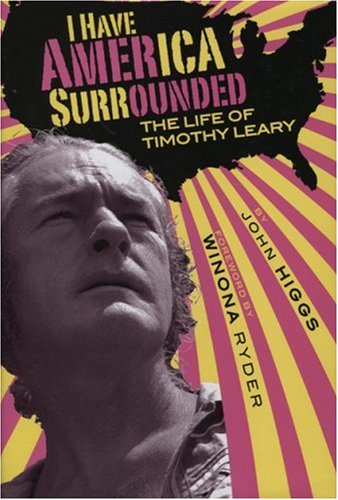 I HAVE
AMERICA
SURROUNDED
THE LIFE OF
TIMOTHY LEARY
BY
JOHN HIGGS
FOREWORD BY
WINONA RYDER